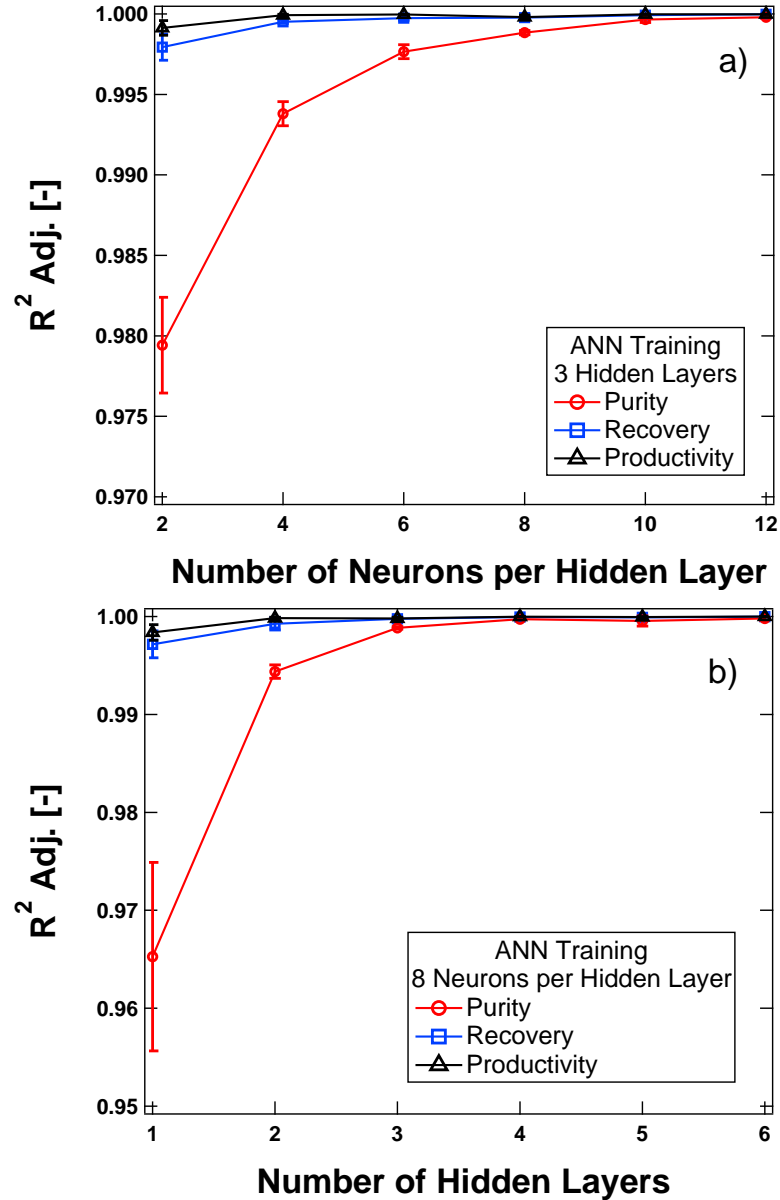 1.000
0.995
0.990
0.985
0.980
0.975
0.970
R² Adj. [-]
a)
ANN Training
3 Hidden Layers
Purity
Recovery
Productivity
2 4 6 8 10 12
Number of Neurons per Hidden Layer
1.00
0.99
0.98
0.97
0.96
0.95
R² Adj. [-]
b)
ANN Training
8 Neurons per Hidden Layer
Purity
Recovery
Productivity
1 2 3 4 5 6
Number of Hidden Layers